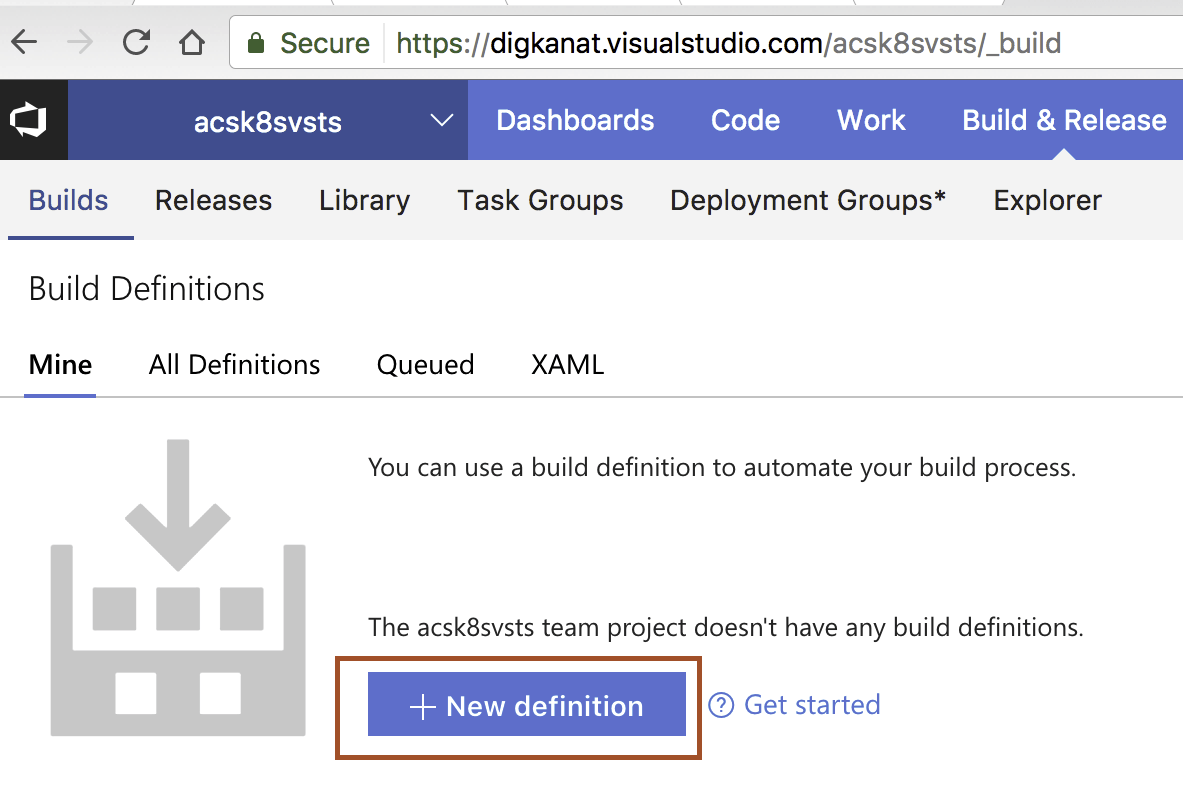 Secure https://digkanat.visualstudio.com/acsk8svsts/_build
acsk8svsts Dashboards Code Work Build & Release
Builds Releases Library Task Groups Deployment Groups* Explorer
Build Definitions
Mine All Definitions Queued XAML
You can use a build definition to automate your build process.
The acsk8svsts team project doesn't have any build definitions.
+ New definition ? Get started